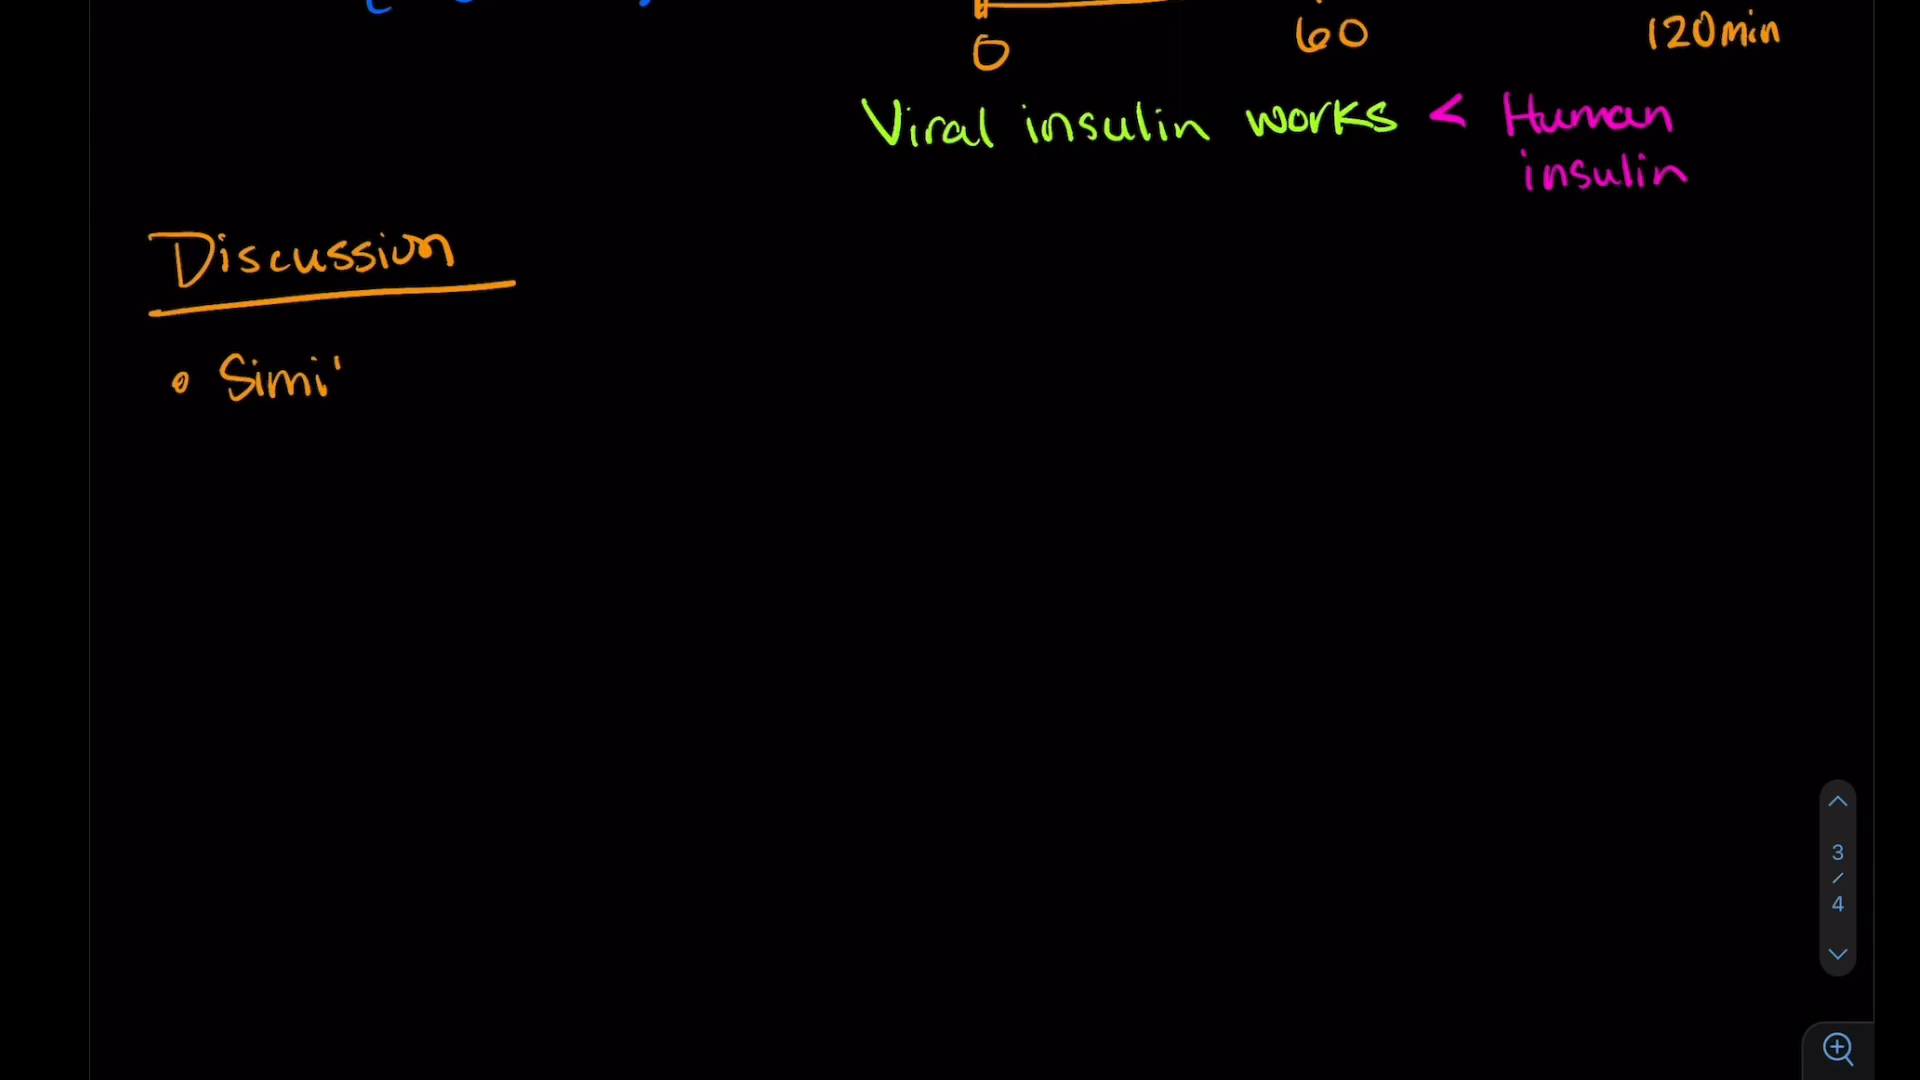 0 60 120min
Viral insulin works < Human
insulin
Discussion
• Simi'
3
/
4